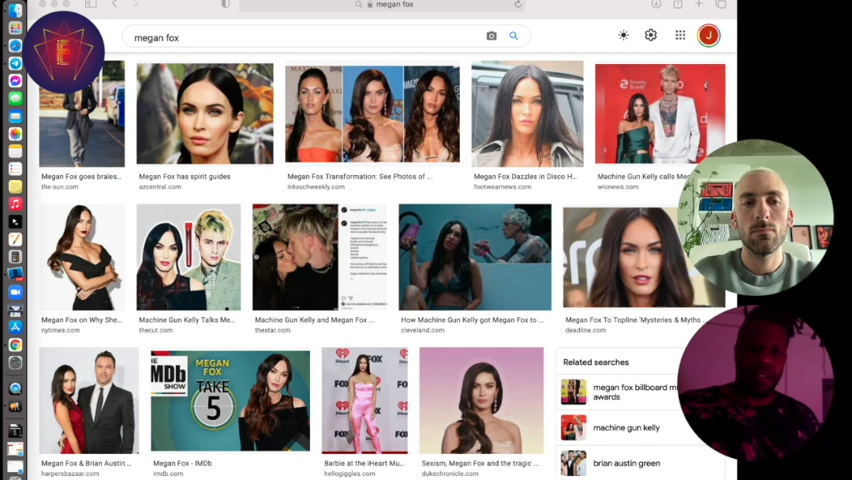 megan fox
megan fox
Megan Fox goes brales...
the-sun.com
Megan Fox has spirit guides
azcentral.com
Megan Fox Transformation: See Photos of ...
intouchweekly.com
Megan Fox Dazzles in Disco H...
footwearnews.com
Machine Gun Kelly calls Me
wionews.com
Megan Fox on Why She...
nytimes.com
Machine Gun Kelly Talks Me...
thecut.com
Machine Gun Kelly and Megan Fox ...
thestar.com
How Machine Gun Kelly got Megan Fox to ...
cleveland.com
Megan Fox To Topline 'Mysteries & Myths
deadline.com
THE
IMDb
SHOW
MEGAN
FOX
TAKE
5
FOX
Megan Fox & Brian Austin ...
harpersbazaar.com
Megan Fox - IMDb
imdb.com
Barbie at the iHeart Mu...
hellogiggles.com
Sexism, Megan Fox and the tragic ...
dukechronicle.com
Related searches
megan fox billboard mu
awards
machine gun kelly
brian austin green
J